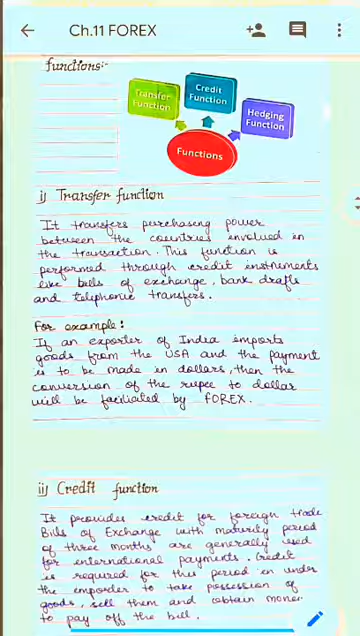 Ch.11 FOREX
functions:-
Transfer Function
Credit Function
Hedging Function
Functions
i) Transfer function
It transfers purchasing power
between the countries involved in
the transaction. This function is
performed through credit instruments
like bills of exchange, bank drafts
and telephonic transfers.
For example:
If an exporter of India imports
goods from the USA and the payment
is to be made in dollars, then the
conversion of the rupee to dollar
will be faciliated by FOREX.
ii) Credit function
It provides credit for foreign trade
Bills of Exchange with maturity period
of three months are generally used
for international payments. Credit
is required for this period in under
the emporder to take possession of
goods, sell them and obtain money
to pay off the bill.